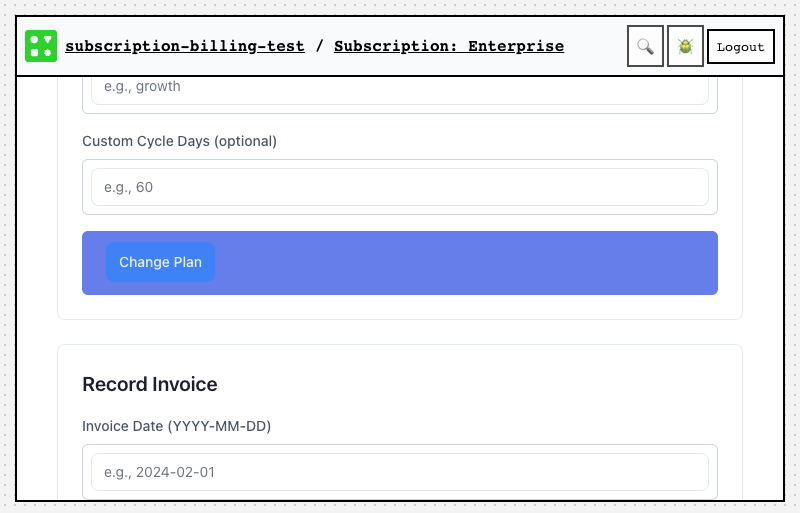 subscription-billing-test / Subscription: Enterprise
Logout
e.g., growth
Custom Cycle Days (optional)
e.g., 60
Change Plan
Record Invoice
Invoice Date (YYYY-MM-DD)
e.g., 2024-02-01